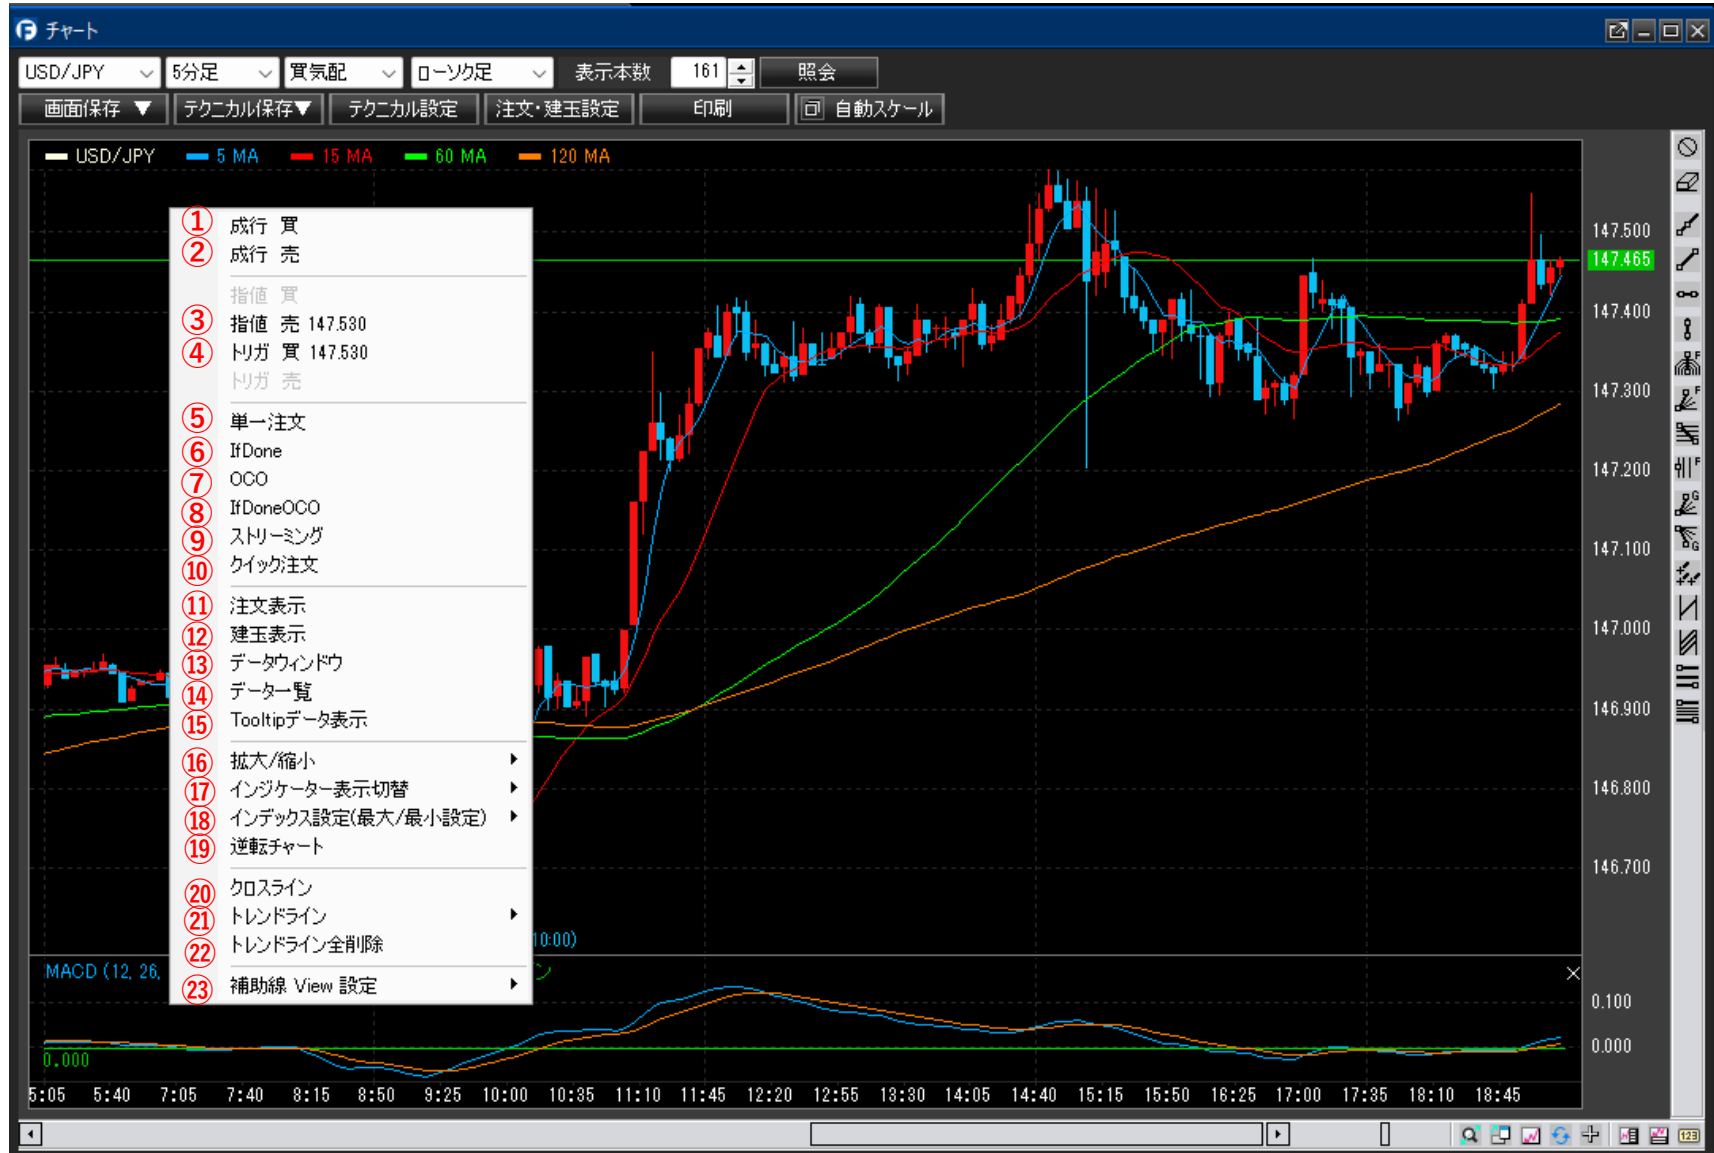 チャート
USD/JPY 5分足 買気配 ローソク足 表示本数 161 照会
画面保存 ▼ テクニカル保存▼ テクニカル設定 注文・建玉設定 印刷 自動スケール
USD/JPY 5 MA 15 MA 60 MA 120 MA
① 成行 買
② 成行 売
指値 買
③ 指値 売 147.530
④ トリガ 買 147.530
トリガ 売
⑤ 単一注文
⑥ IfDone
⑦ OCO
⑧ IfDoneOCO
⑨ ストリーミング
⑩ クイック注文
⑪ 注文表示
⑫ 建玉表示
⑬ データウィンドウ
⑭ データ一覧
⑮ Tooltipデータ表示
⑯ 拡大/縮小
⑰ インジケーター表示切替
⑱ インデックス設定(最大/最小設定)
⑲ 逆転チャート
⑳ クロスライン
㉑ トレンドライン
㉒ トレンドライン全削除
㉓ 補助線 View 設定
147.500
147.465
147.400
147.300
147.200
147.100
147.000
146.900
146.800
146.700
10:00)
MACD (12, 26,
ン
0.100
0.000
0.000
5:05 5:40 7:05 7:40 8:15 8:50 9:25 10:00 10:35 11:10 11:45 12:20 12:55 13:30 14:05 14:40 15:15 15:50 16:25 17:00 17:35 18:10 18:45
123